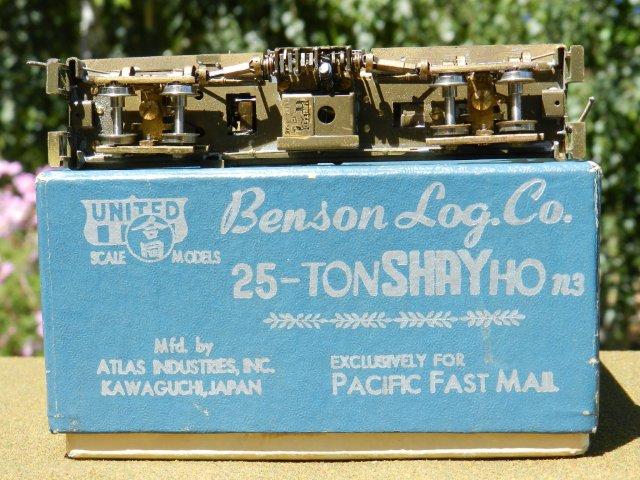 UNITED
合同
SCALE MODELS
Benson Log. Co.
25-TON SHAY HO n3
Mfd. by
ATLAS INDUSTRIES, INC.
KAWAGUCHI, JAPAN
EXCLUSIVELY FOR
PACIFIC FAST MAIL